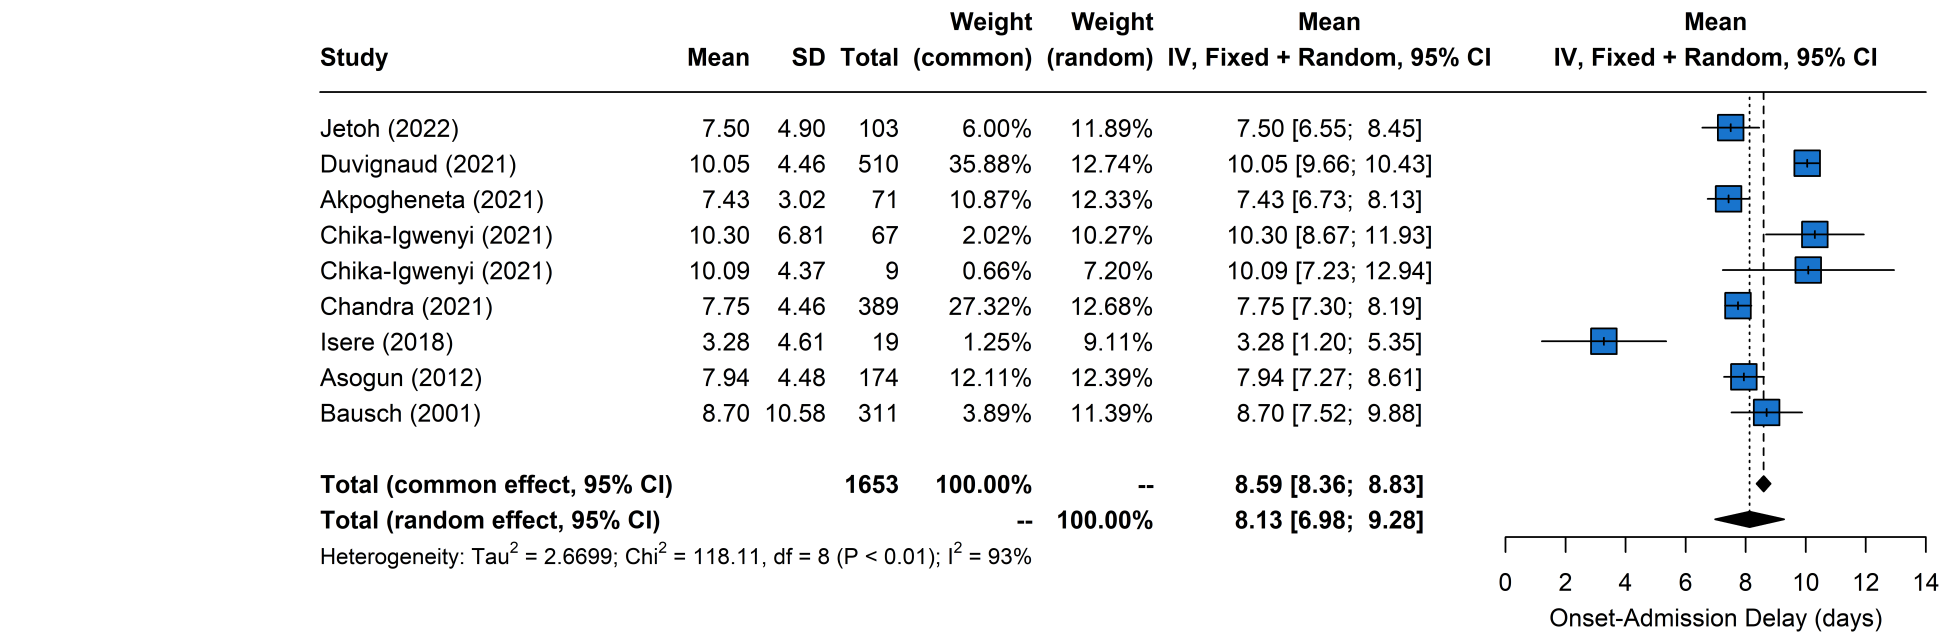 Weight Weight Mean Mean
Study Mean SD Total (common) (random) IV, Fixed + Random, 95% CI IV, Fixed + Random, 95% CI
Jetoh (2022) 7.50 4.90 103 6.00% 11.89% 7.50 [6.55; 8.45]
Duvignaud (2021) 10.05 4.46 510 35.88% 12.74% 10.05 [9.66; 10.43]
Akpogheneta (2021) 7.43 3.02 71 10.87% 12.33% 7.43 [6.73; 8.13]
Chika-Igwenyi (2021) 10.30 6.81 67 2.02% 10.27% 10.30 [8.67; 11.93]
Chika-Igwenyi (2021) 10.09 4.37 9 0.66% 7.20% 10.09 [7.23; 12.94]
Chandra (2021) 7.75 4.46 389 27.32% 12.68% 7.75 [7.30; 8.19]
Isere (2018) 3.28 4.61 19 1.25% 9.11% 3.28 [1.20; 5.35]
Asogun (2012) 7.94 4.48 174 12.11% 12.39% 7.94 [7.27; 8.61]
Bausch (2001) 8.70 10.58 311 3.89% 11.39% 8.70 [7.52; 9.88]
Total (common effect, 95% CI) 1653 100.00% -- 8.59 [8.36; 8.83]
Total (random effect, 95% CI) -- 100.00% 8.13 [6.98; 9.28]
Heterogeneity: Tau² = 2.6699; Chi² = 118.11, df = 8 (P < 0.01); I² = 93%
0 2 4 6 8 10 12 14
Onset-Admission Delay (days)